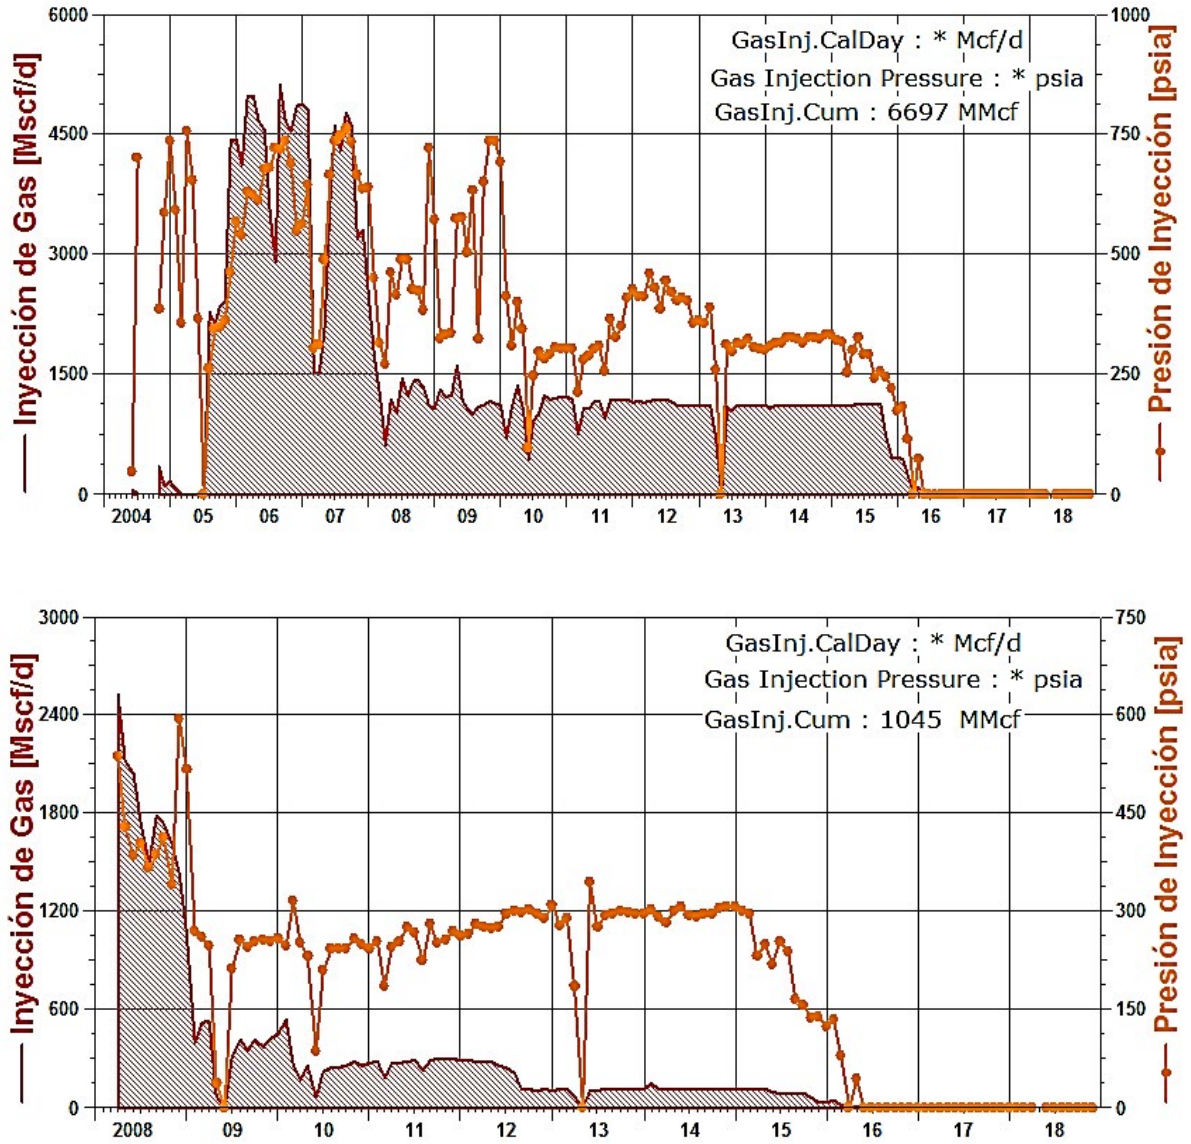 6000
4500
3000
1500
0
Inyección de Gas [Mscf/d]
GasInj.CalDay : * Mcf/d
Gas Injection Pressure : * psia
GasInj.Cum : 6697 MMcf
1000
750
500
250
0
Presión de Inyección [psia]
2004 05 06 07 08 09 10 11 12 13 14 15 16 17 18
3000
2400
1800
1200
600
0
Inyección de Gas [Mscf/d]
GasInj.CalDay : * Mcf/d
Gas Injection Pressure : * psia
GasInj.Cum : 1045 MMcf
750
600
450
300
150
0
Presión de Inyección [psia]
2008 09 10 11 12 13 14 15 16 17 18